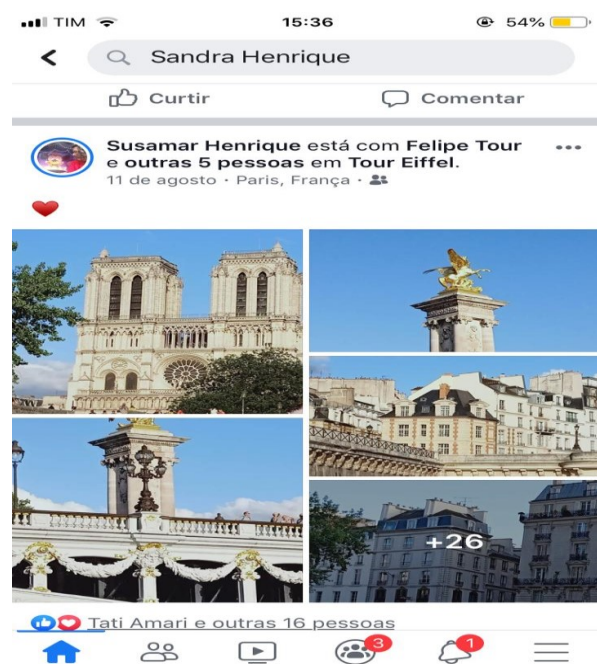 TIM 15:36 54%
Sandra Henrique
Curtir Comentar
Susamar Henrique está com Felipe Tour
e outras 5 pessoas em Tour Eiffel.
11 de agosto · Paris, França ·
+26
Tati Amari e outras 16 pessoas
3 1